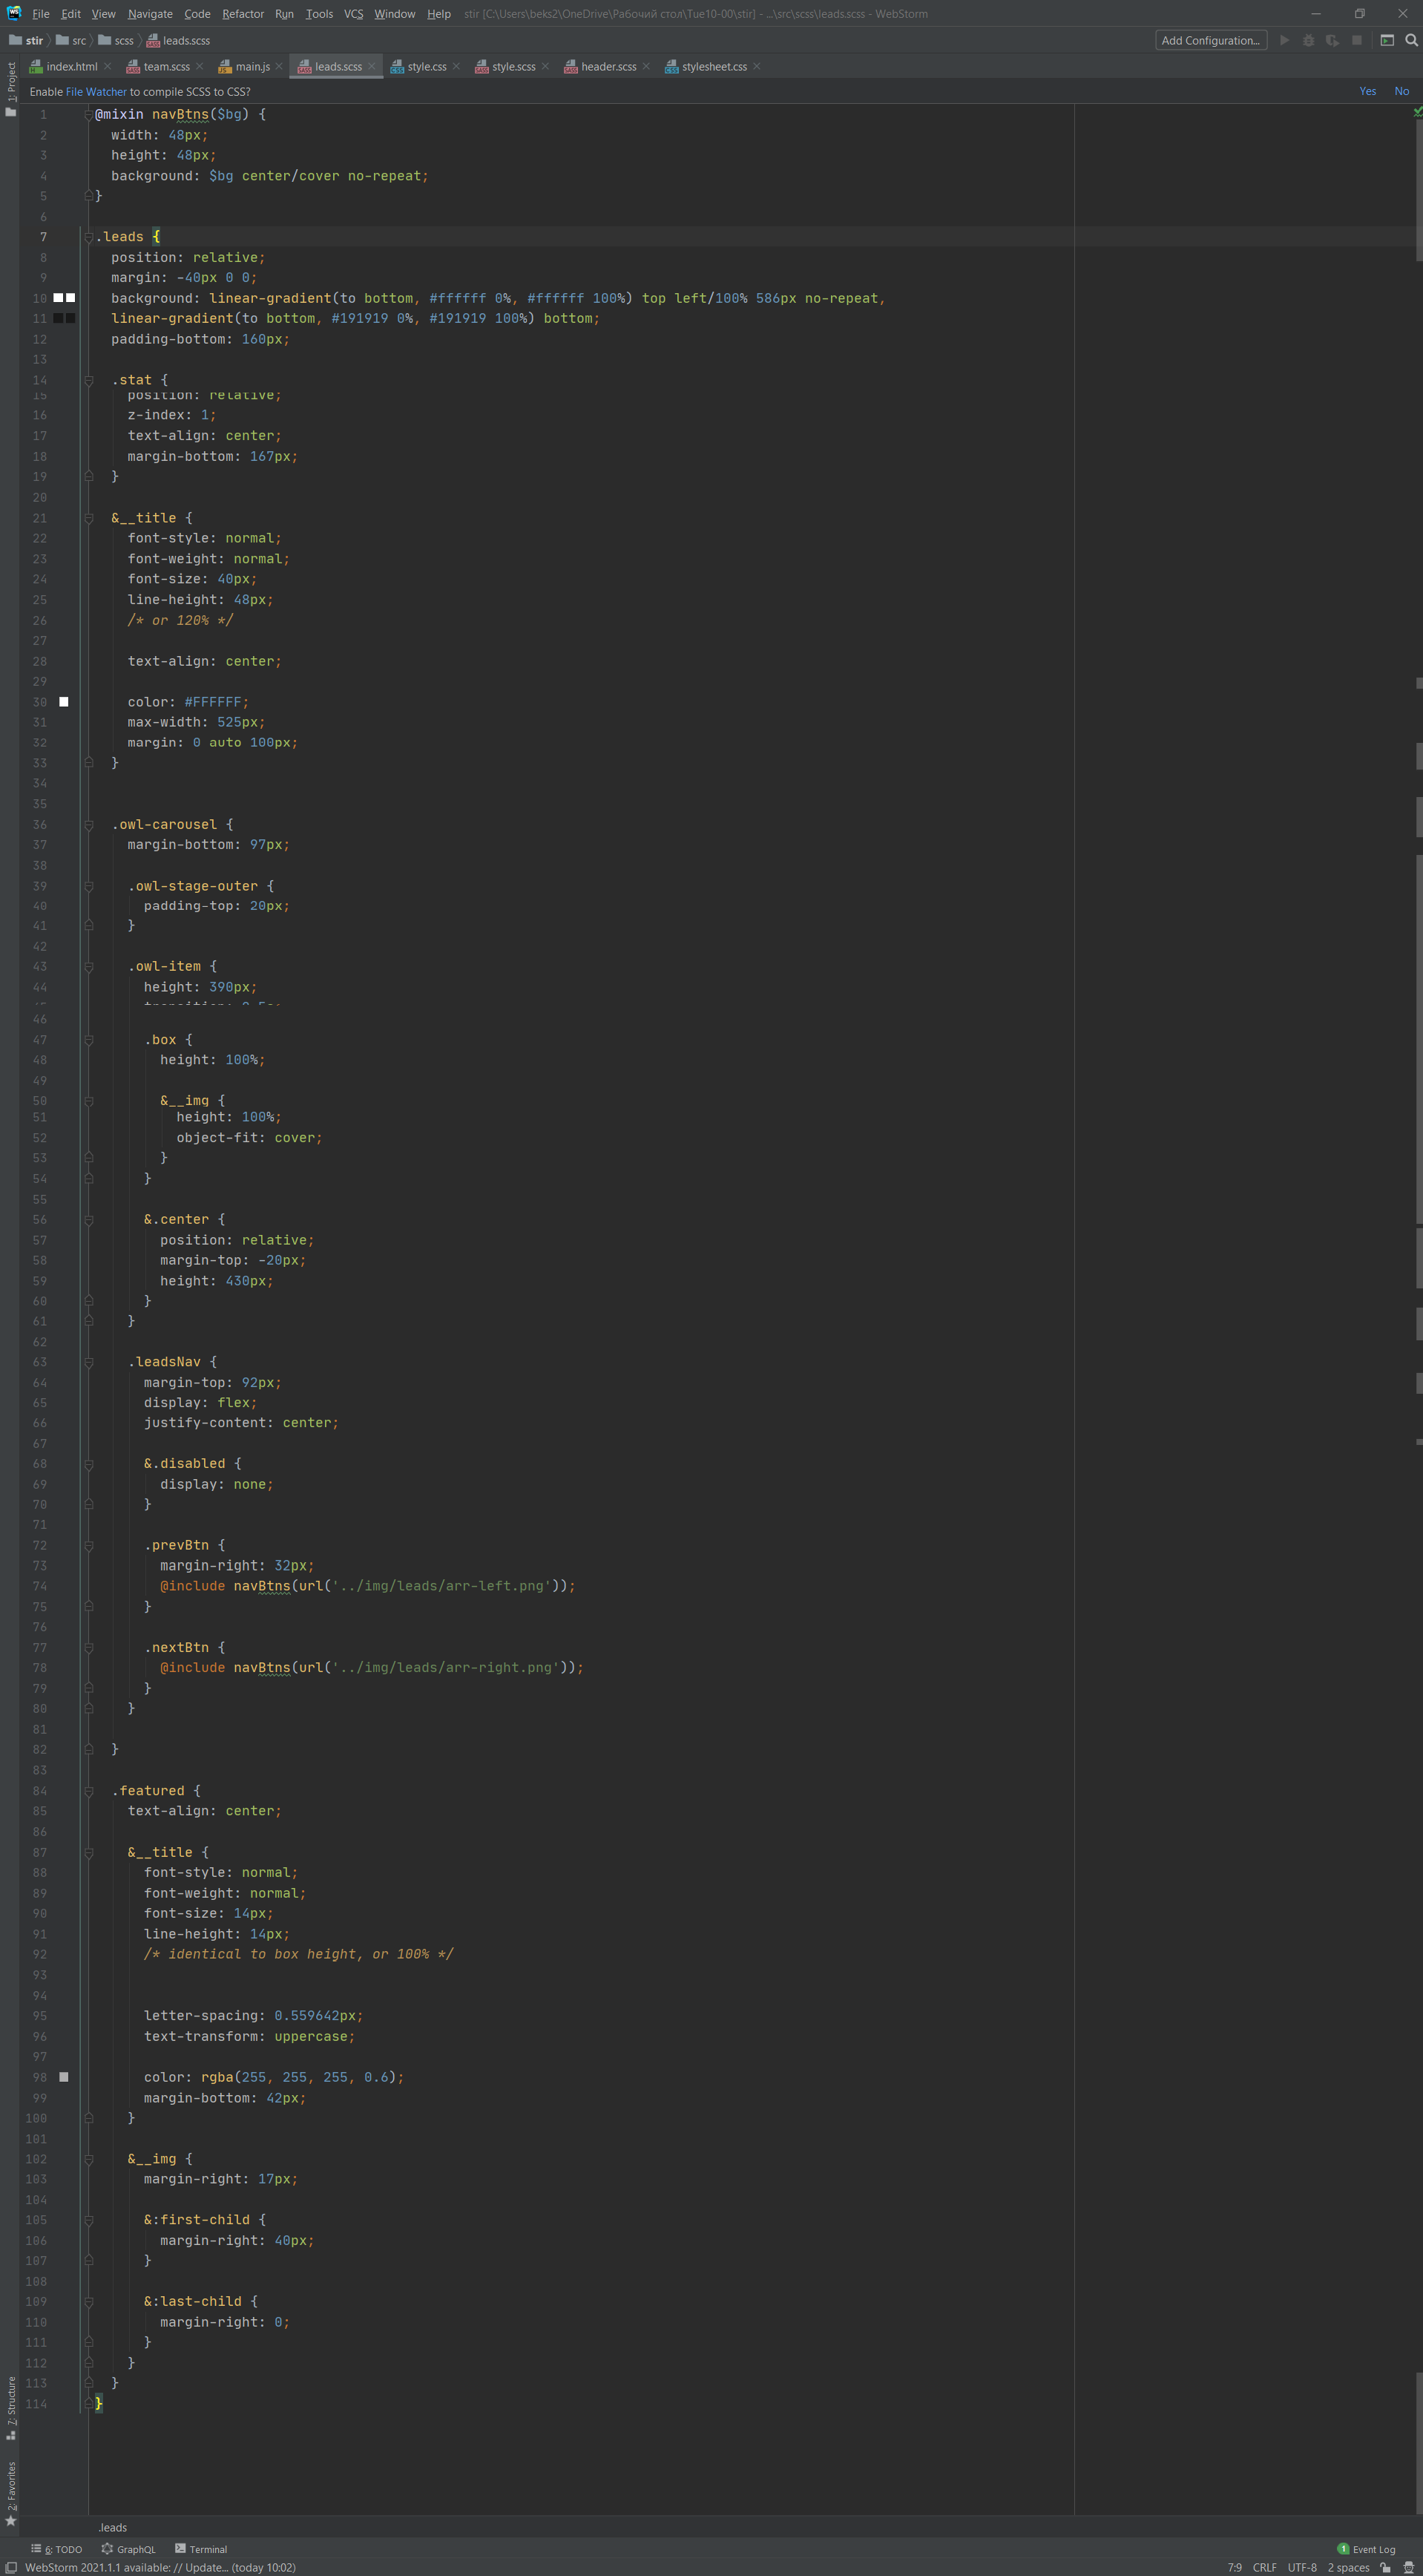 File Edit View Navigate Code Refactor Run Tools VCS Window Help stir [C:\Users\beks2\OneDrive\Рабочий стол\Tue10-00\stir] - ...\src\scss\leads.scss - WebStorm
stir src scss leads.scss Add Configuration...
index.html team.scss main.js leads.scss style.css style.scss header.scss stylesheet.css
Enable File Watcher to compile SCSS to CSS? Yes No
1: Project
1 @mixin navBtns($bg) {
2 width: 48px;
3 height: 48px;
4 background: $bg center/cover no-repeat;
5 }
6
7 .leads {
8 position: relative;
9 margin: -40px 0 0;
10 background: linear-gradient(to bottom, #ffffff 0%, #ffffff 100%) top left/100% 586px no-repeat,
11 linear-gradient(to bottom, #191919 0%, #191919 100%) bottom;
12 padding-bottom: 160px;
13
14 .stat {
15 position: relative;
16 z-index: 1;
17 text-align: center;
18 margin-bottom: 167px;
19 }
20
21 &__title {
22 font-style: normal;
23 font-weight: normal;
24 font-size: 40px;
25 line-height: 48px;
26 /* or 120% */
27
28 text-align: center;
29
30 color: #FFFFFF;
31 max-width: 525px;
32 margin: 0 auto 100px;
33 }
34
35
36 .owl-carousel {
37 margin-bottom: 97px;
38
39 .owl-stage-outer {
40 padding-top: 20px;
41 }
42
43 .owl-item {
44 height: 390px;
46
47 .box {
48 height: 100%;
49
50 &__img {
51 height: 100%;
52 object-fit: cover;
53 }
54 }
55
56 &.center {
57 position: relative;
58 margin-top: -20px;
59 height: 430px;
60 }
61 }
62
63 .leadsNav {
64 margin-top: 92px;
65 display: flex;
66 justify-content: center;
67
68 &.disabled {
69 display: none;
70 }
71
72 .prevBtn {
73 margin-right: 32px;
74 @include navBtns(url('../img/leads/arr-left.png'));
75 }
76
77 .nextBtn {
78 @include navBtns(url('../img/leads/arr-right.png'));
79 }
80 }
81
82 }
83
84 .featured {
85 text-align: center;
86
87 &__title {
88 font-style: normal;
89 font-weight: normal;
90 font-size: 14px;
91 line-height: 14px;
92 /* identical to box height, or 100% */
93
94
95 letter-spacing: 0.559642px;
96 text-transform: uppercase;
97
98 color: rgba(255, 255, 255, 0.6);
99 margin-bottom: 42px;
100 }
101
102 &__img {
103 margin-right: 17px;
104
105 &:first-child {
106 margin-right: 40px;
107 }
108
109 &:last-child {
110 margin-right: 0;
111 }
112 }
113 }
114 }
7: Structure
2: Favorites
.leads
6: TODO GraphQL Terminal 1 Event Log
WebStorm 2021.1.1 available: // Update... (today 10:02) 7:9 CRLF UTF-8 2 spaces